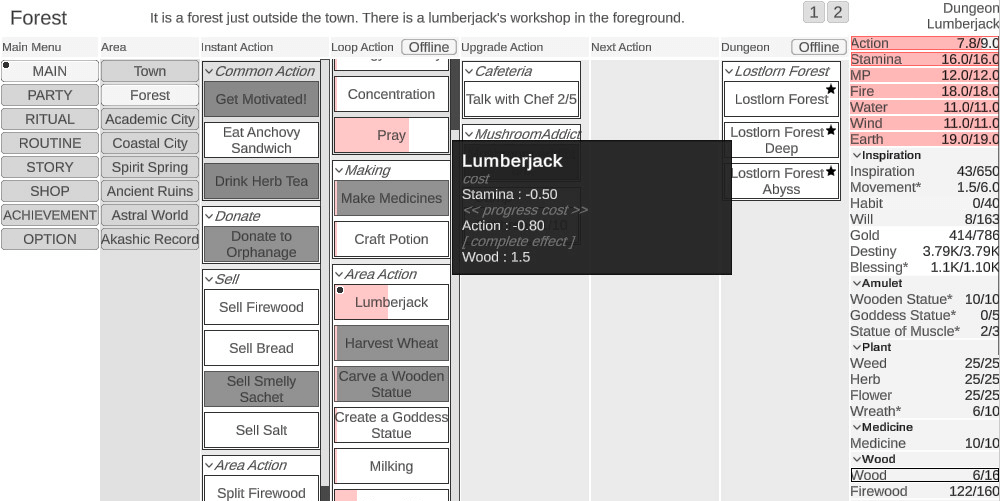 Forest
It is a forest just outside the town. There is a lumberjack's workshop in the foreground.
1 2
Dungeon
Lumberjack
Main Menu
MAIN
PARTY
RITUAL
ROUTINE
STORY
SHOP
ACHIEVEMENT
OPTION
Area
Town
Forest
Academic City
Coastal City
Spirit Spring
Ancient Ruins
Astral World
Akashic Record
Instant Action
Common Action
Get Motivated!
Eat Anchovy
Sandwich
Drink Herb Tea
Donate
Donate to
Orphanage
Sell
Sell Firewood
Sell Bread
Sell Smelly
Sachet
Sell Salt
Area Action
Split Firewood
Loop Action Offline
Concentration
Pray
Making
Make Medicines
Craft Potion
Area Action
Lumberjack
Harvest Wheat
Carve a Wooden
Statue
Create a Goddess
Statue
Milking
Upgrade Action
Cafeteria
Talk with Chef 2/5
MushroomAddict
Lumberjack
cost
Stamina : -0.50
<< progress cost >>
Action : -0.80
[ complete effect ]
Wood : 1.5
Next Action
Dungeon Offline
Lostlorn Forest
Lostlorn Forest
Lostlorn Forest
Deep
Lostlorn Forest
Abyss
Action 7.8/9.0
Stamina 16.0/16.0
MP 12.0/12.0
Fire 18.0/18.0
Water 11.0/11.0
Wind 11.0/11.0
Earth 19.0/19.0
Inspiration
Inspiration 43/650
Movement* 1.5/6.0
Habit 0/40
Will 8/163
Gold 414/786
Destiny 3.79K/3.79K
Blessing* 1.1K/1.10K
Amulet
Wooden Statue* 10/10
Goddess Statue* 0/5
Statue of Muscle* 2/3
Plant
Weed 25/25
Herb 25/25
Flower 25/25
Wreath* 6/10
Medicine
Medicine 10/10
Wood
Wood 6/16
Firewood 122/160